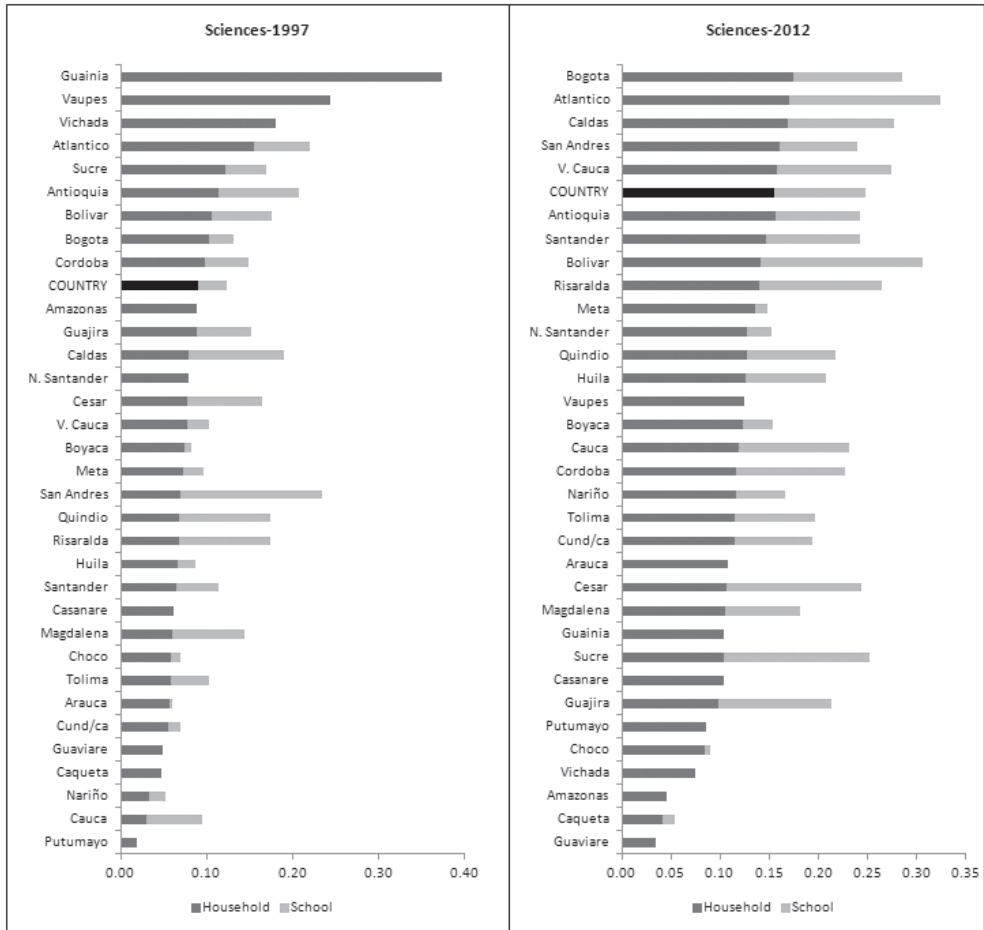 Sciences-1997
Guainia
Vaupes
Vichada
Atlantico
Sucre
Antioquia
Bolivar
Bogota
Cordoba
COUNTRY
Amazonas
Guajira
Caldas
N. Santander
Cesar
V. Cauca
Boyaca
Meta
San Andres
Quindio
Risaralda
Huila
Santander
Casanare
Magdalena
Choco
Tolima
Arauca
Cund/ca
Guaviare
Caqueta
Nariño
Cauca
Putumayo
0.00 0.10 0.20 0.30 0.40
Household School
Sciences-2012
Bogota
Atlantico
Caldas
San Andres
V. Cauca
COUNTRY
Antioquia
Santander
Bolivar
Risaralda
Meta
N. Santander
Quindio
Huila
Vaupes
Boyaca
Cauca
Cordoba
Nariño
Tolima
Cund/ca
Arauca
Cesar
Magdalena
Guainia
Sucre
Casanare
Guajira
Putumayo
Choco
Vichada
Amazonas
Caqueta
Guaviare
0.00 0.05 0.10 0.15 0.20 0.25 0.30 0.35
Household School